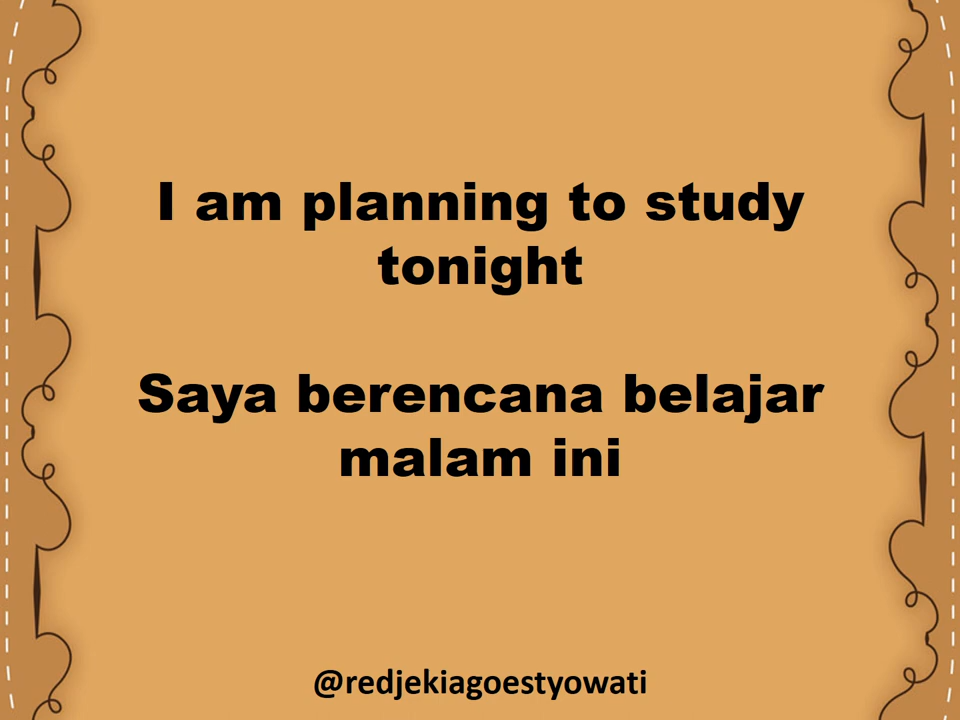 I am planning to study
tonight
Saya berencana belajar
malam ini
@redjekiagoestyowati